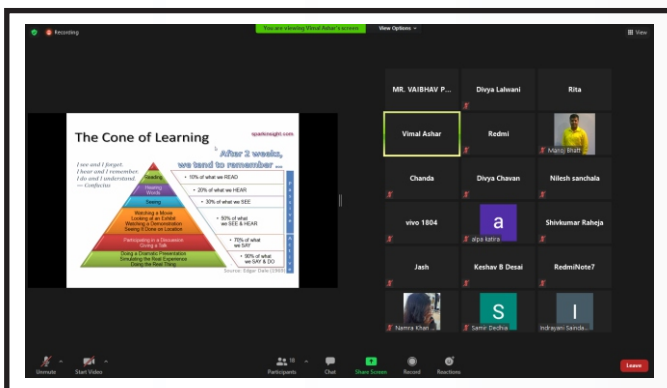 Recording
You are viewing Vimal Ashar's screen
View Options
View
The Cone of Learning
sparkinsight.com
I see and I forget.
I hear and I remember.
I do and I understand.
— Confucius
After 2 weeks,
we tend to remember ...
Reading
• 10% of what we READ
Hearing
Words
• 20% of what we HEAR
Seeing
• 30% of what we SEE
Watching a Movie
Looking at an Exhibit
Watching a Demonstration
Seeing It Done on Location
• 50% of what
we SEE & HEAR
Passive
Participating in a Discussion
Giving a Talk
• 70% of what
we SAY
Doing a Dramatic Presentation
Simulating the Real Experience
Doing the Real Thing
• 90% of what
we SAY & DO
Active
Source: Edgar Dale (1969)
MR. VAIBHAV P...
Divya Lalwani
Rita
Vimal Ashar
Redmi
Manoj Bhatt
Chanda
Divya Chavan
Nilesh sanchala
vivo 1804
a
alpa katira
Shivkumar Raheja
Jash
Keshav B Desai
RedmiNote7
Namra Khan
S
Samir Dedhia
I
Indrayani Sainda...
Unmute
Start Video
18
Participants
Chat
Share Screen
Record
Reactions
Leave